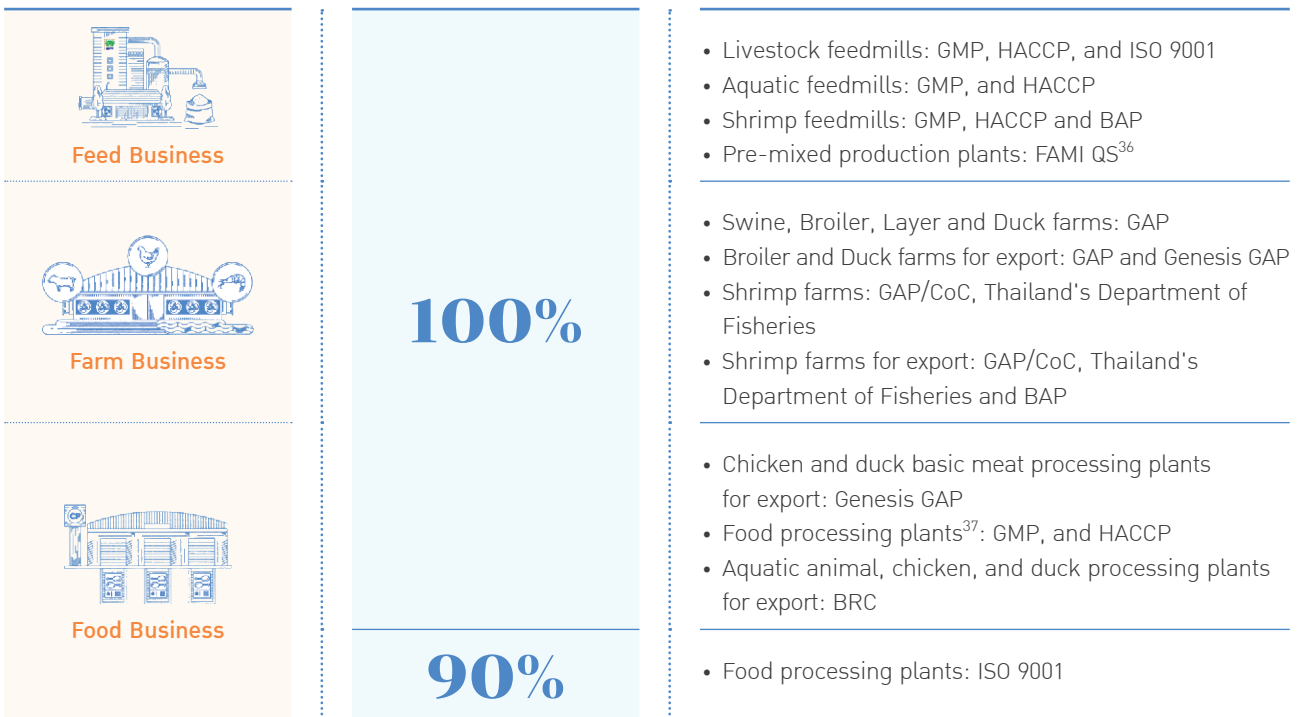 • Livestock feedmills: GMP, HACCP, and ISO 9001
• Aquatic feedmills: GMP, and HACCP
• Shrimp feedmills: GMP, HACCP and BAP
• Pre-mixed production plants: FAMI QS36
Feed Business
• Swine, Broiler, Layer and Duck farms: GAP
• Broiler and Duck farms for export: GAP and Genesis GAP
• Shrimp farms: GAP/CoC, Thailand's Department of
Fisheries
• Shrimp farms for export: GAP/CoC, Thailand's
Department of Fisheries and BAP
Farm Business
100%
• Chicken and duck basic meat processing plants
for export: Genesis GAP
• Food processing plants37: GMP, and HACCP
• Aquatic animal, chicken, and duck processing plants
for export: BRC
CP
Food Business
90%
• Food processing plants: ISO 9001